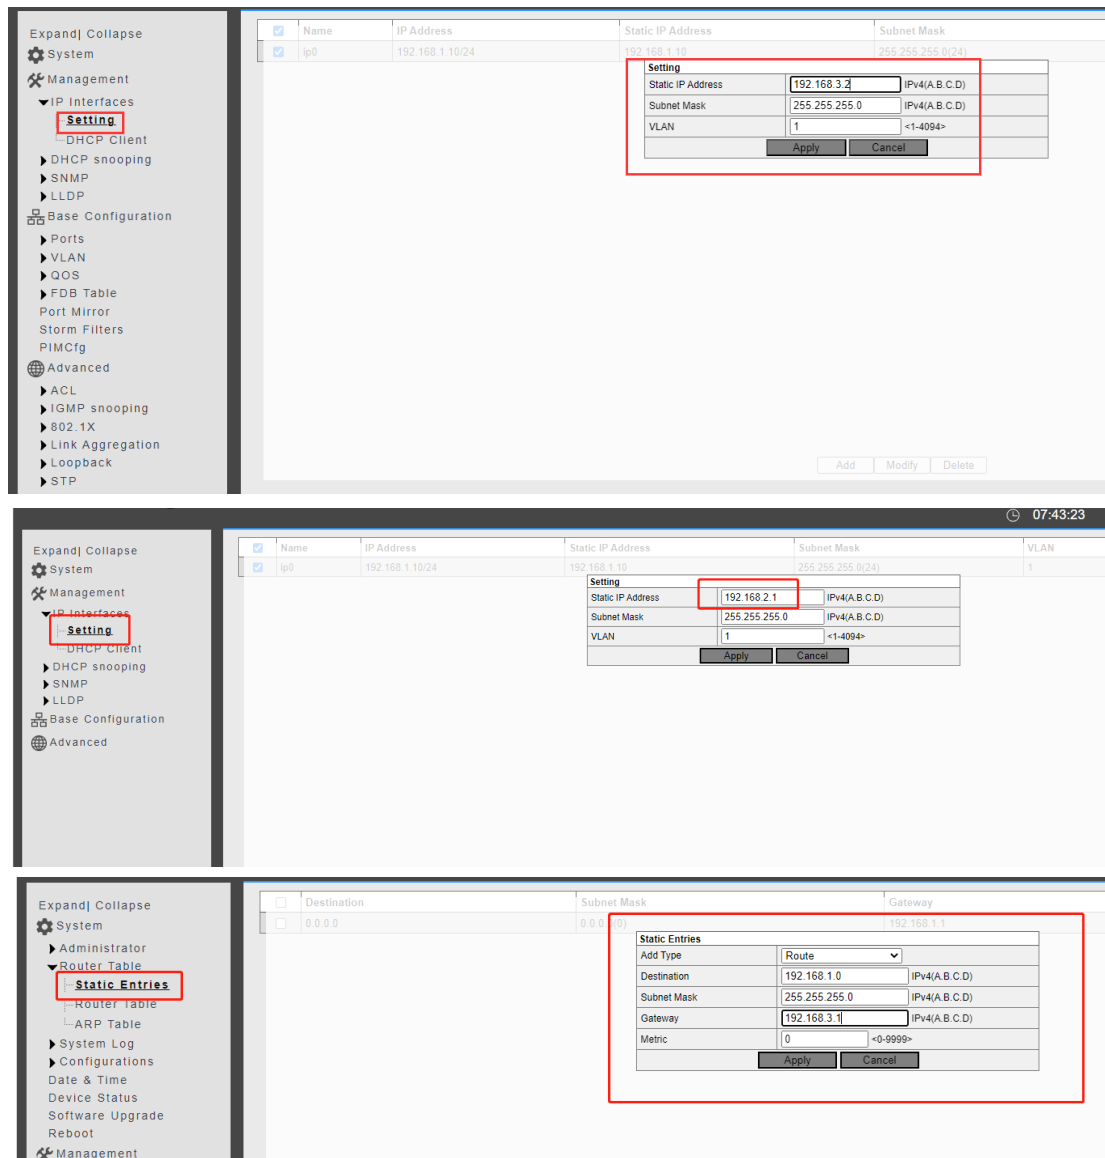 Expand| Collapse
System
Management
IP Interfaces
Setting
DHCP Client
DHCP snooping
SNMP
LLDP
Base Configuration
Ports
VLAN
QOS
FDB Table
Port Mirror
Storm Filters
PIMCfg
Advanced
ACL
IGMP snooping
802.1X
Link Aggregation
Loopback
STP
Name IP Address Static IP Address Subnet Mask
ip0 192.168.1.10/24 192.168.1.10 255.255.255.0(24)
Setting
Static IP Address 192.168.3.2 IPv4(A.B.C.D)
Subnet Mask 255.255.255.0 IPv4(A.B.C.D)
VLAN 1 <1-4094>
Apply Cancel
Add Modify Delete
07:43:23
Expand| Collapse
System
Management
IP Interfaces
Setting
DHCP Client
DHCP snooping
SNMP
LLDP
Base Configuration
Advanced
Name IP Address Static IP Address Subnet Mask VLAN
ip0 192.168.1.10/24 192.168.1.10 255.255.255.0(24) 1
Setting
Static IP Address 192.168.2.1 IPv4(A.B.C.D)
Subnet Mask 255.255.255.0 IPv4(A.B.C.D)
VLAN 1 <1-4094>
Apply Cancel
Expand| Collapse
System
Administrator
Router Table
Static Entries
Router Table
ARP Table
System Log
Configurations
Date & Time
Device Status
Software Upgrade
Reboot
Management
Destination Subnet Mask Gateway
0.0.0.0 0.0.0.0(0) 192.168.1.1
Static Entries
Add Type Route
Destination 192.168.1.0 IPv4(A.B.C.D)
Subnet Mask 255.255.255.0 IPv4(A.B.C.D)
Gateway 192.168.3.1 IPv4(A.B.C.D)
Metric 0 <0-9999>
Apply Cancel